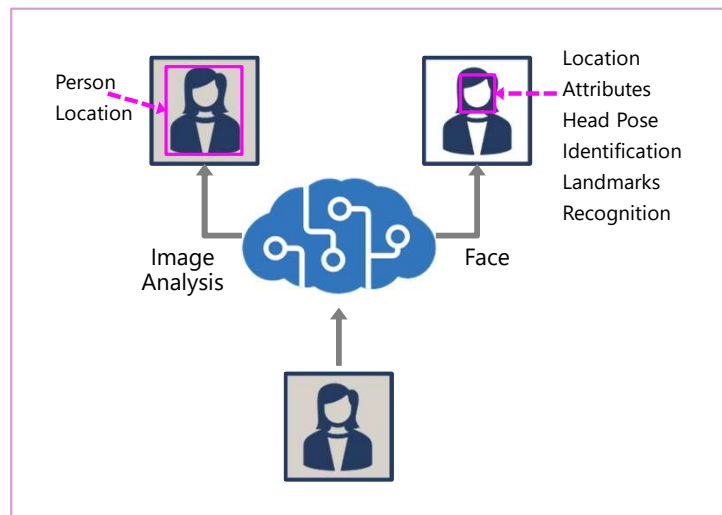 Person
Location
Location
Attributes
Head Pose
Identification
Landmarks
Recognition
Image
Analysis
Face